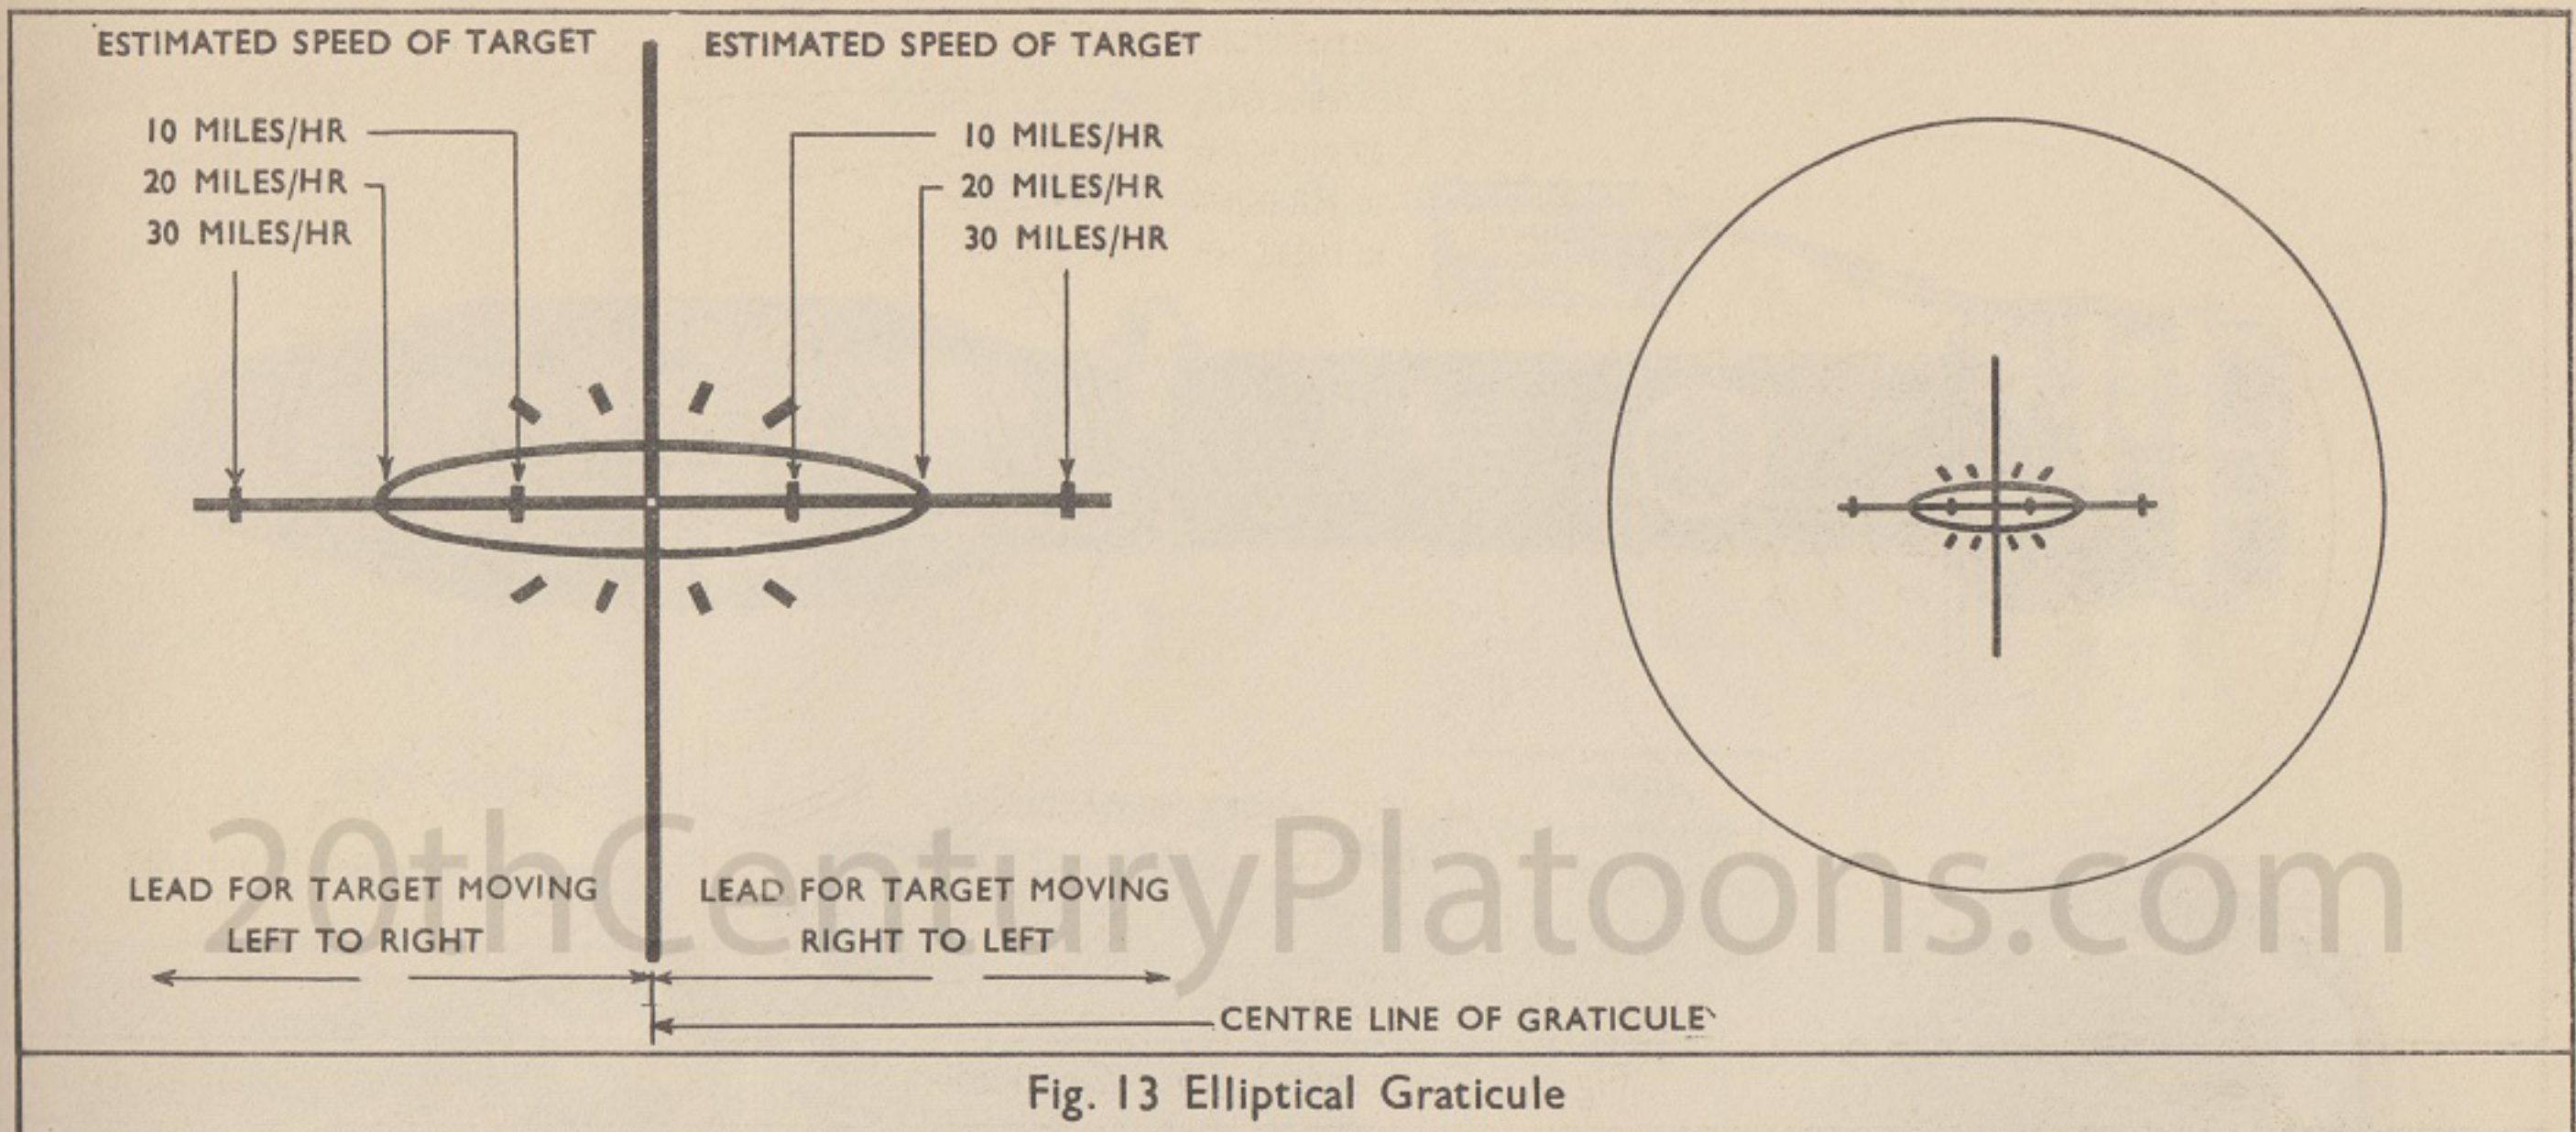 ESTIMATED SPEED OF TARGET
10 MILES/HR
20 MILES/HR
30 MILES/HR
ESTIMATED SPEED OF TARGET
10 MILES/HR
20 MILES/HR
30 MILES/HR
LEAD FOR TARGET MOVING
LEFT TO RIGHT
LEAD FOR TARGET MOVING
RIGHT TO LEFT
CENTRE LINE OF GRATICULE
20thCenturyPlatoons.com
Fig. 13 Elliptical Graticule